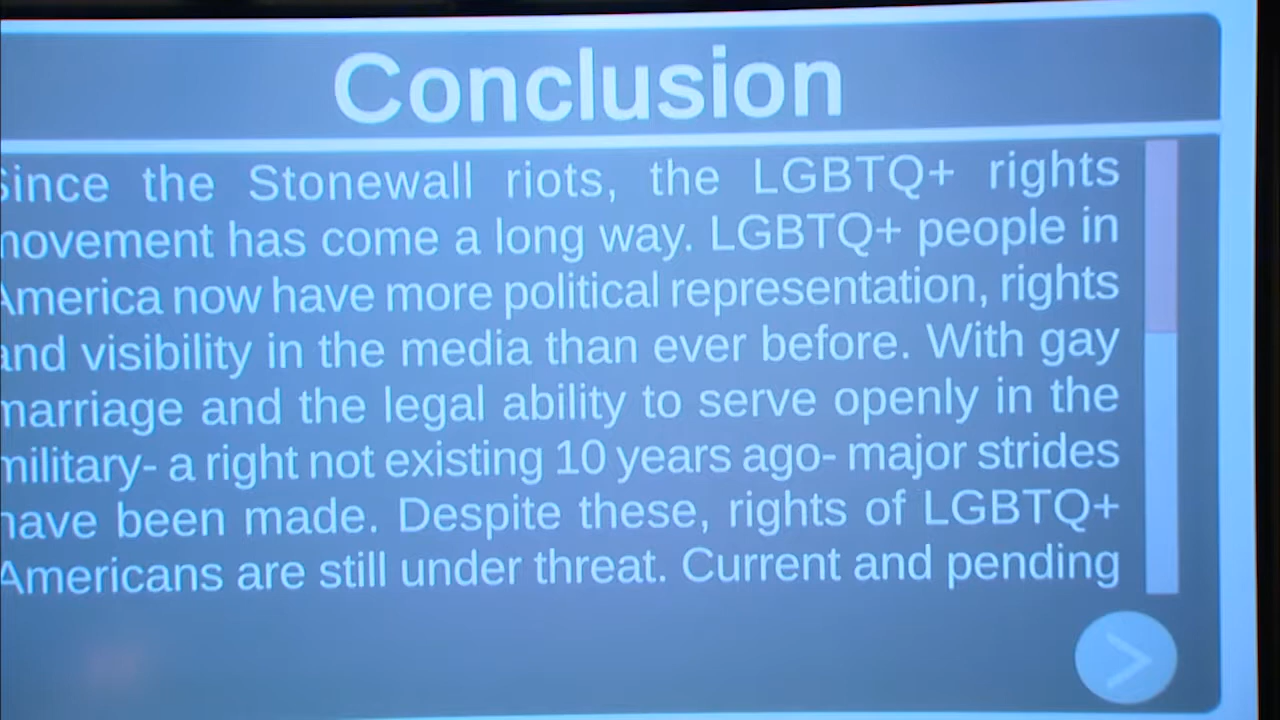 Conclusion
Since the Stonewall riots, the LGBTQ+ rights
movement has come a long way. LGBTQ+ people in
America now have more political representation, rights
and visibility in the media than ever before. With gay
marriage and the legal ability to serve openly in the
military- a right not existing 10 years ago- major strides
have been made. Despite these, rights of LGBTQ+
Americans are still under threat. Current and pending